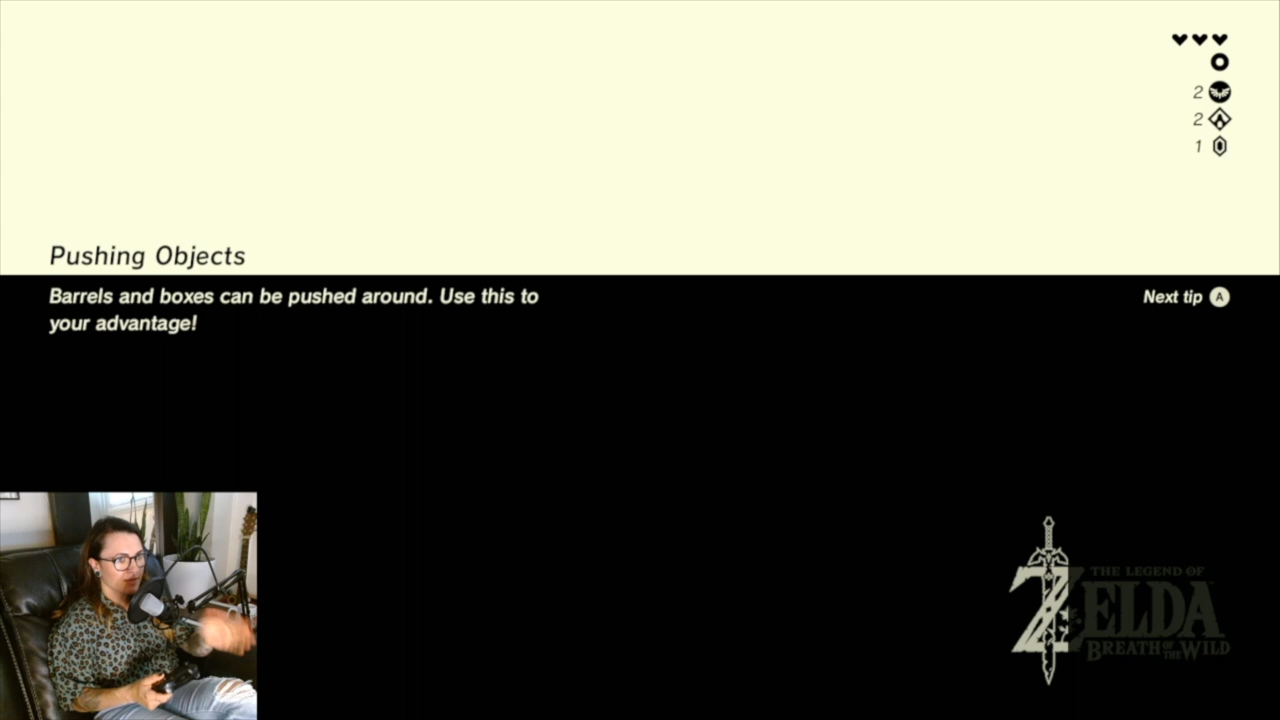 2
2
1
Pushing Objects
Barrels and boxes can be pushed around. Use this to
your advantage!
Next tip A
THE LEGEND OF
ZELDA
BREATH OF THE WILD